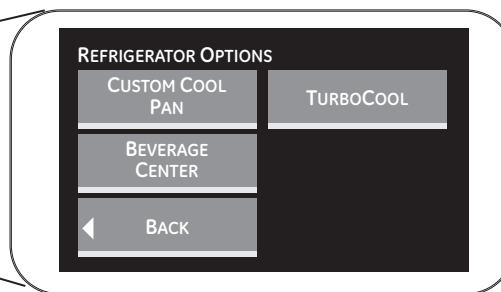 REFRIGERATOR OPTIONS
CUSTOM COOL
PAN
TURBOCOOL
BEVERAGE
CENTER
BACK